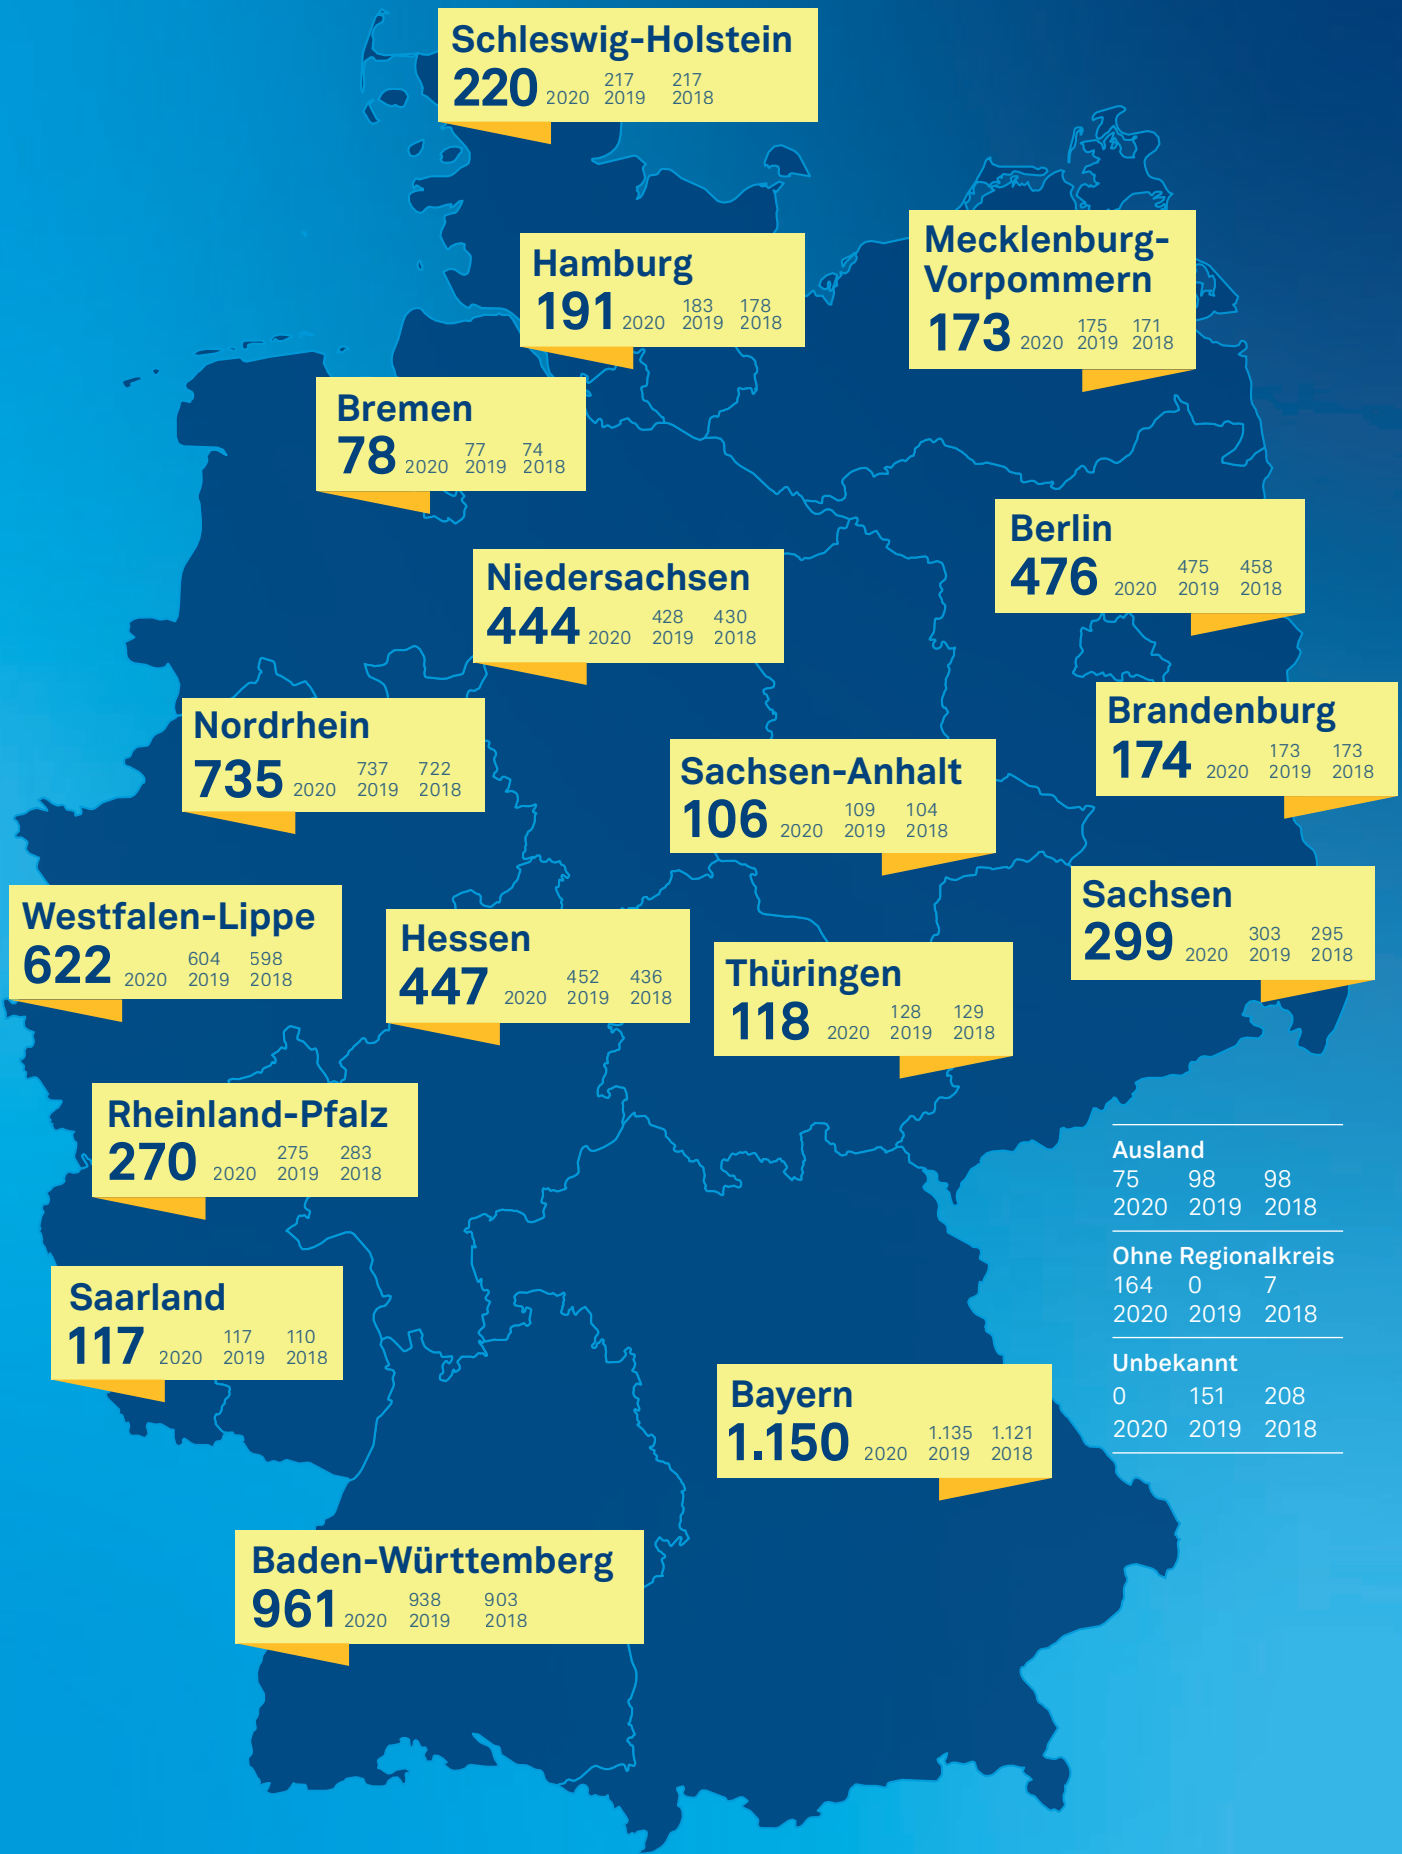 Schleswig-Holstein
220 2020 217 2019 217 2018
Hamburg
191 2020 183 2019 178 2018
Mecklenburg-
Vorpommern
173 2020 175 2019 171 2018
Bremen
78 2020 77 2019 74 2018
Berlin
476 2020 475 2019 458 2018
Niedersachsen
444 2020 428 2019 430 2018
Brandenburg
174 2020 173 2019 173 2018
Nordrhein
735 2020 737 2019 722 2018
Sachsen-Anhalt
106 2020 109 2019 104 2018
Sachsen
299 2020 303 2019 295 2018
Westfalen-Lippe
622 2020 604 2019 598 2018
Hessen
447 2020 452 2019 436 2018
Thüringen
118 2020 128 2019 129 2018
Rheinland-Pfalz
270 2020 275 2019 283 2018
Ausland
75 98 98
2020 2019 2018
Ohne Regionalkreis
164 0 7
2020 2019 2018
Unbekannt
0 151 208
2020 2019 2018
Saarland
117 2020 117 2019 110 2018
Bayern
1.150 2020 1.135 2019 1.121 2018
Baden-Württemberg
961 2020 938 2019 903 2018